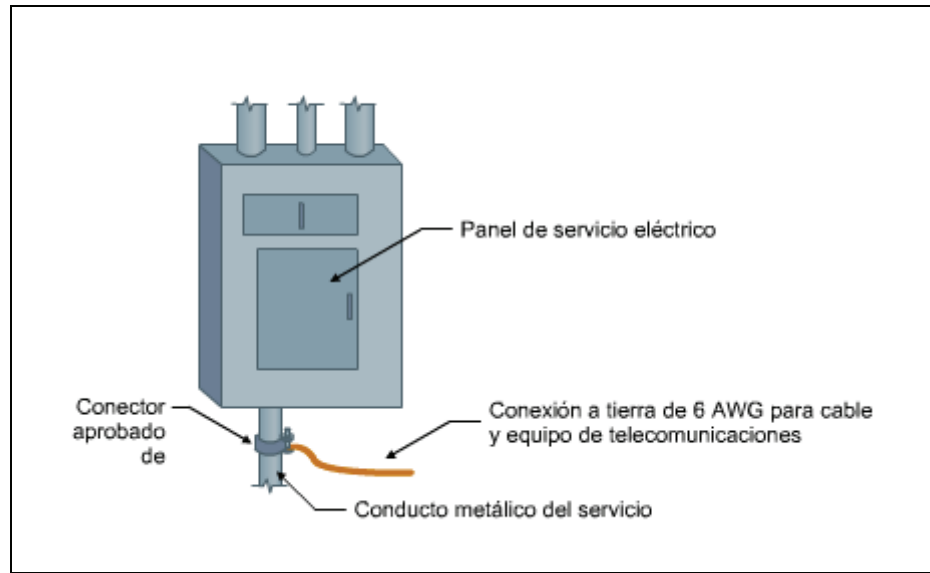 Panel de servicio eléctrico
Conector
aprobado
de
Conexión a tierra de 6 AWG para cable
y equipo de telecomunicaciones
Conducto metálico del servicio